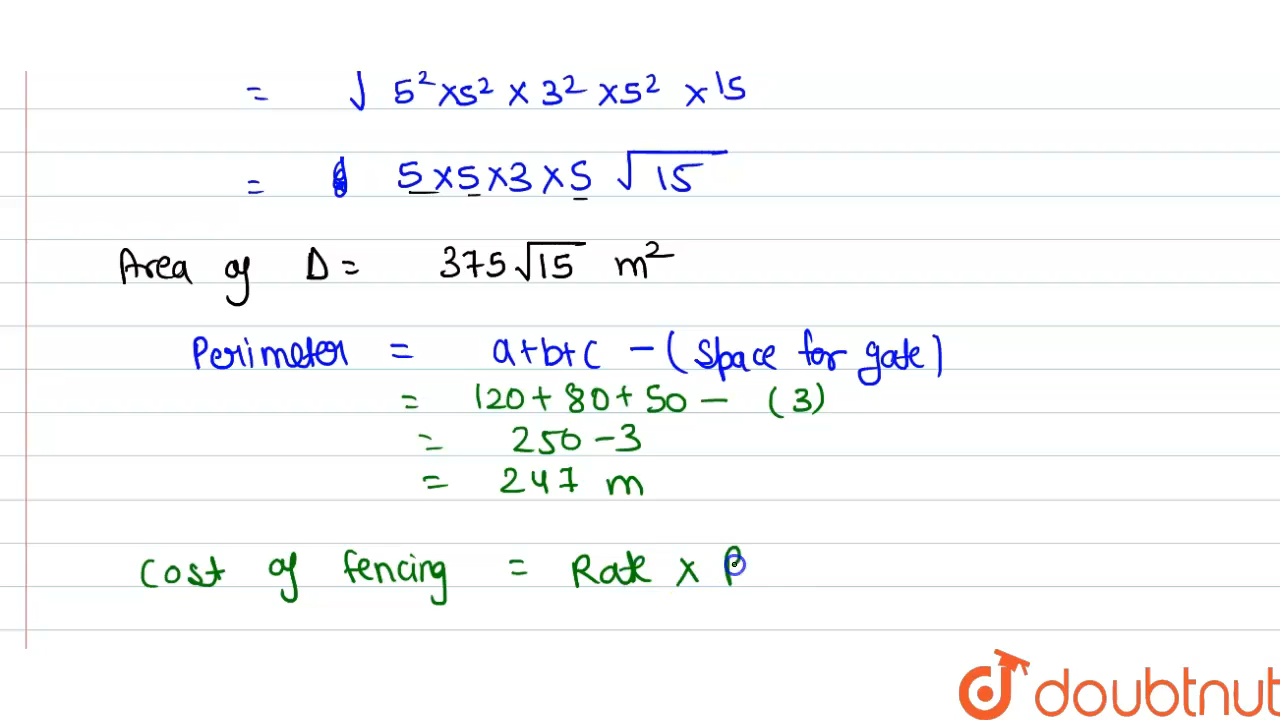 = √ 5² × 5² × 3² × 5² × 15
= 5 × 5 × 3 × 5 √15
Area of Δ = 375√15 m²
Perimeter = a+b+c - (space for gate)
= 120 + 80 + 50 - (3)
= 250 - 3
= 247 m
Cost of fencing = Rate × P
doubtnut